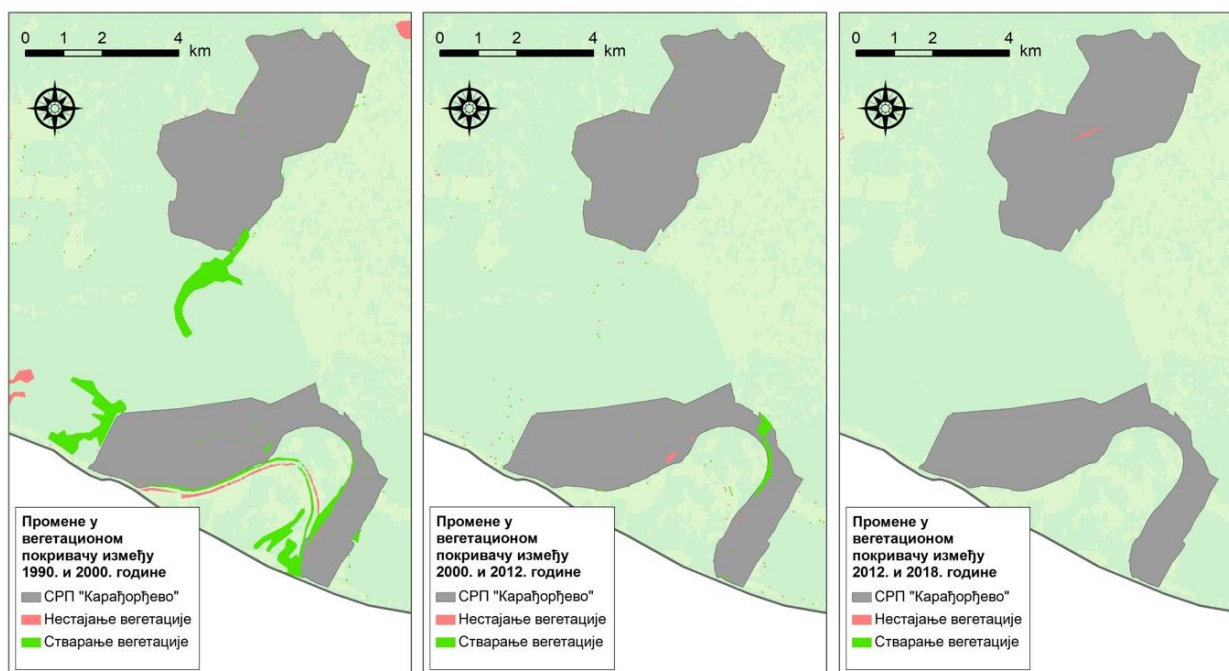 0 1 2 4
km
Промене у
вегетационом
покривачу између
1990. и 2000. године
СРП "Карађорђево"
Нестајање вегетације
Стварање вегетације
0 1 2 4
km
Промене у
вегетационом
покривачу између
2000. и 2012. године
СРП "Карађорђево"
Нестајање вегетације
Стварање вегетације
0 1 2 4
km
Промене у
вегетационом
покривачу између
2012. и 2018. године
СРП "Карађорђево"
Нестајање вегетације
Стварање вегетације